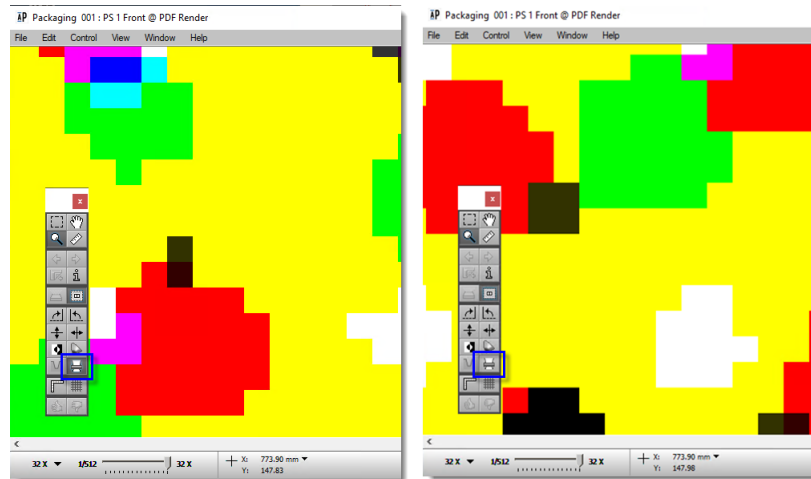 Packaging 001 : PS 1 Front @ PDF Render
File Edit Control View Window Help
x
32 X 1/512 32 X X: 773.90 mm
Y: 147.83
Packaging 001 : PS 1 Front @ PDF Render
File Edit Control View Window Help
x
32 X 1/512 32 X X: 773.90 mm
Y: 147.98